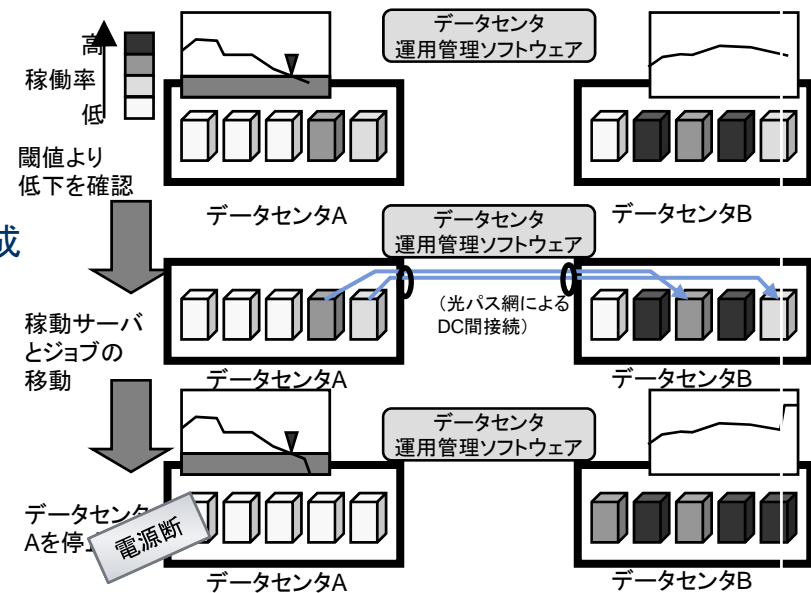 高
稼働率
低
データセンタ
運用管理ソフトウェア
閾値より
低下を確認
データセンタA
データセンタB
成
データセンタ
運用管理ソフトウェア
(光パス網による
DC間接続)
稼動サーバ
とジョブの
移動
データセンタA
データセンタB
データセンタ
運用管理ソフトウェア
データセンタ
Aを停
電源断
データセンタA
データセンタB